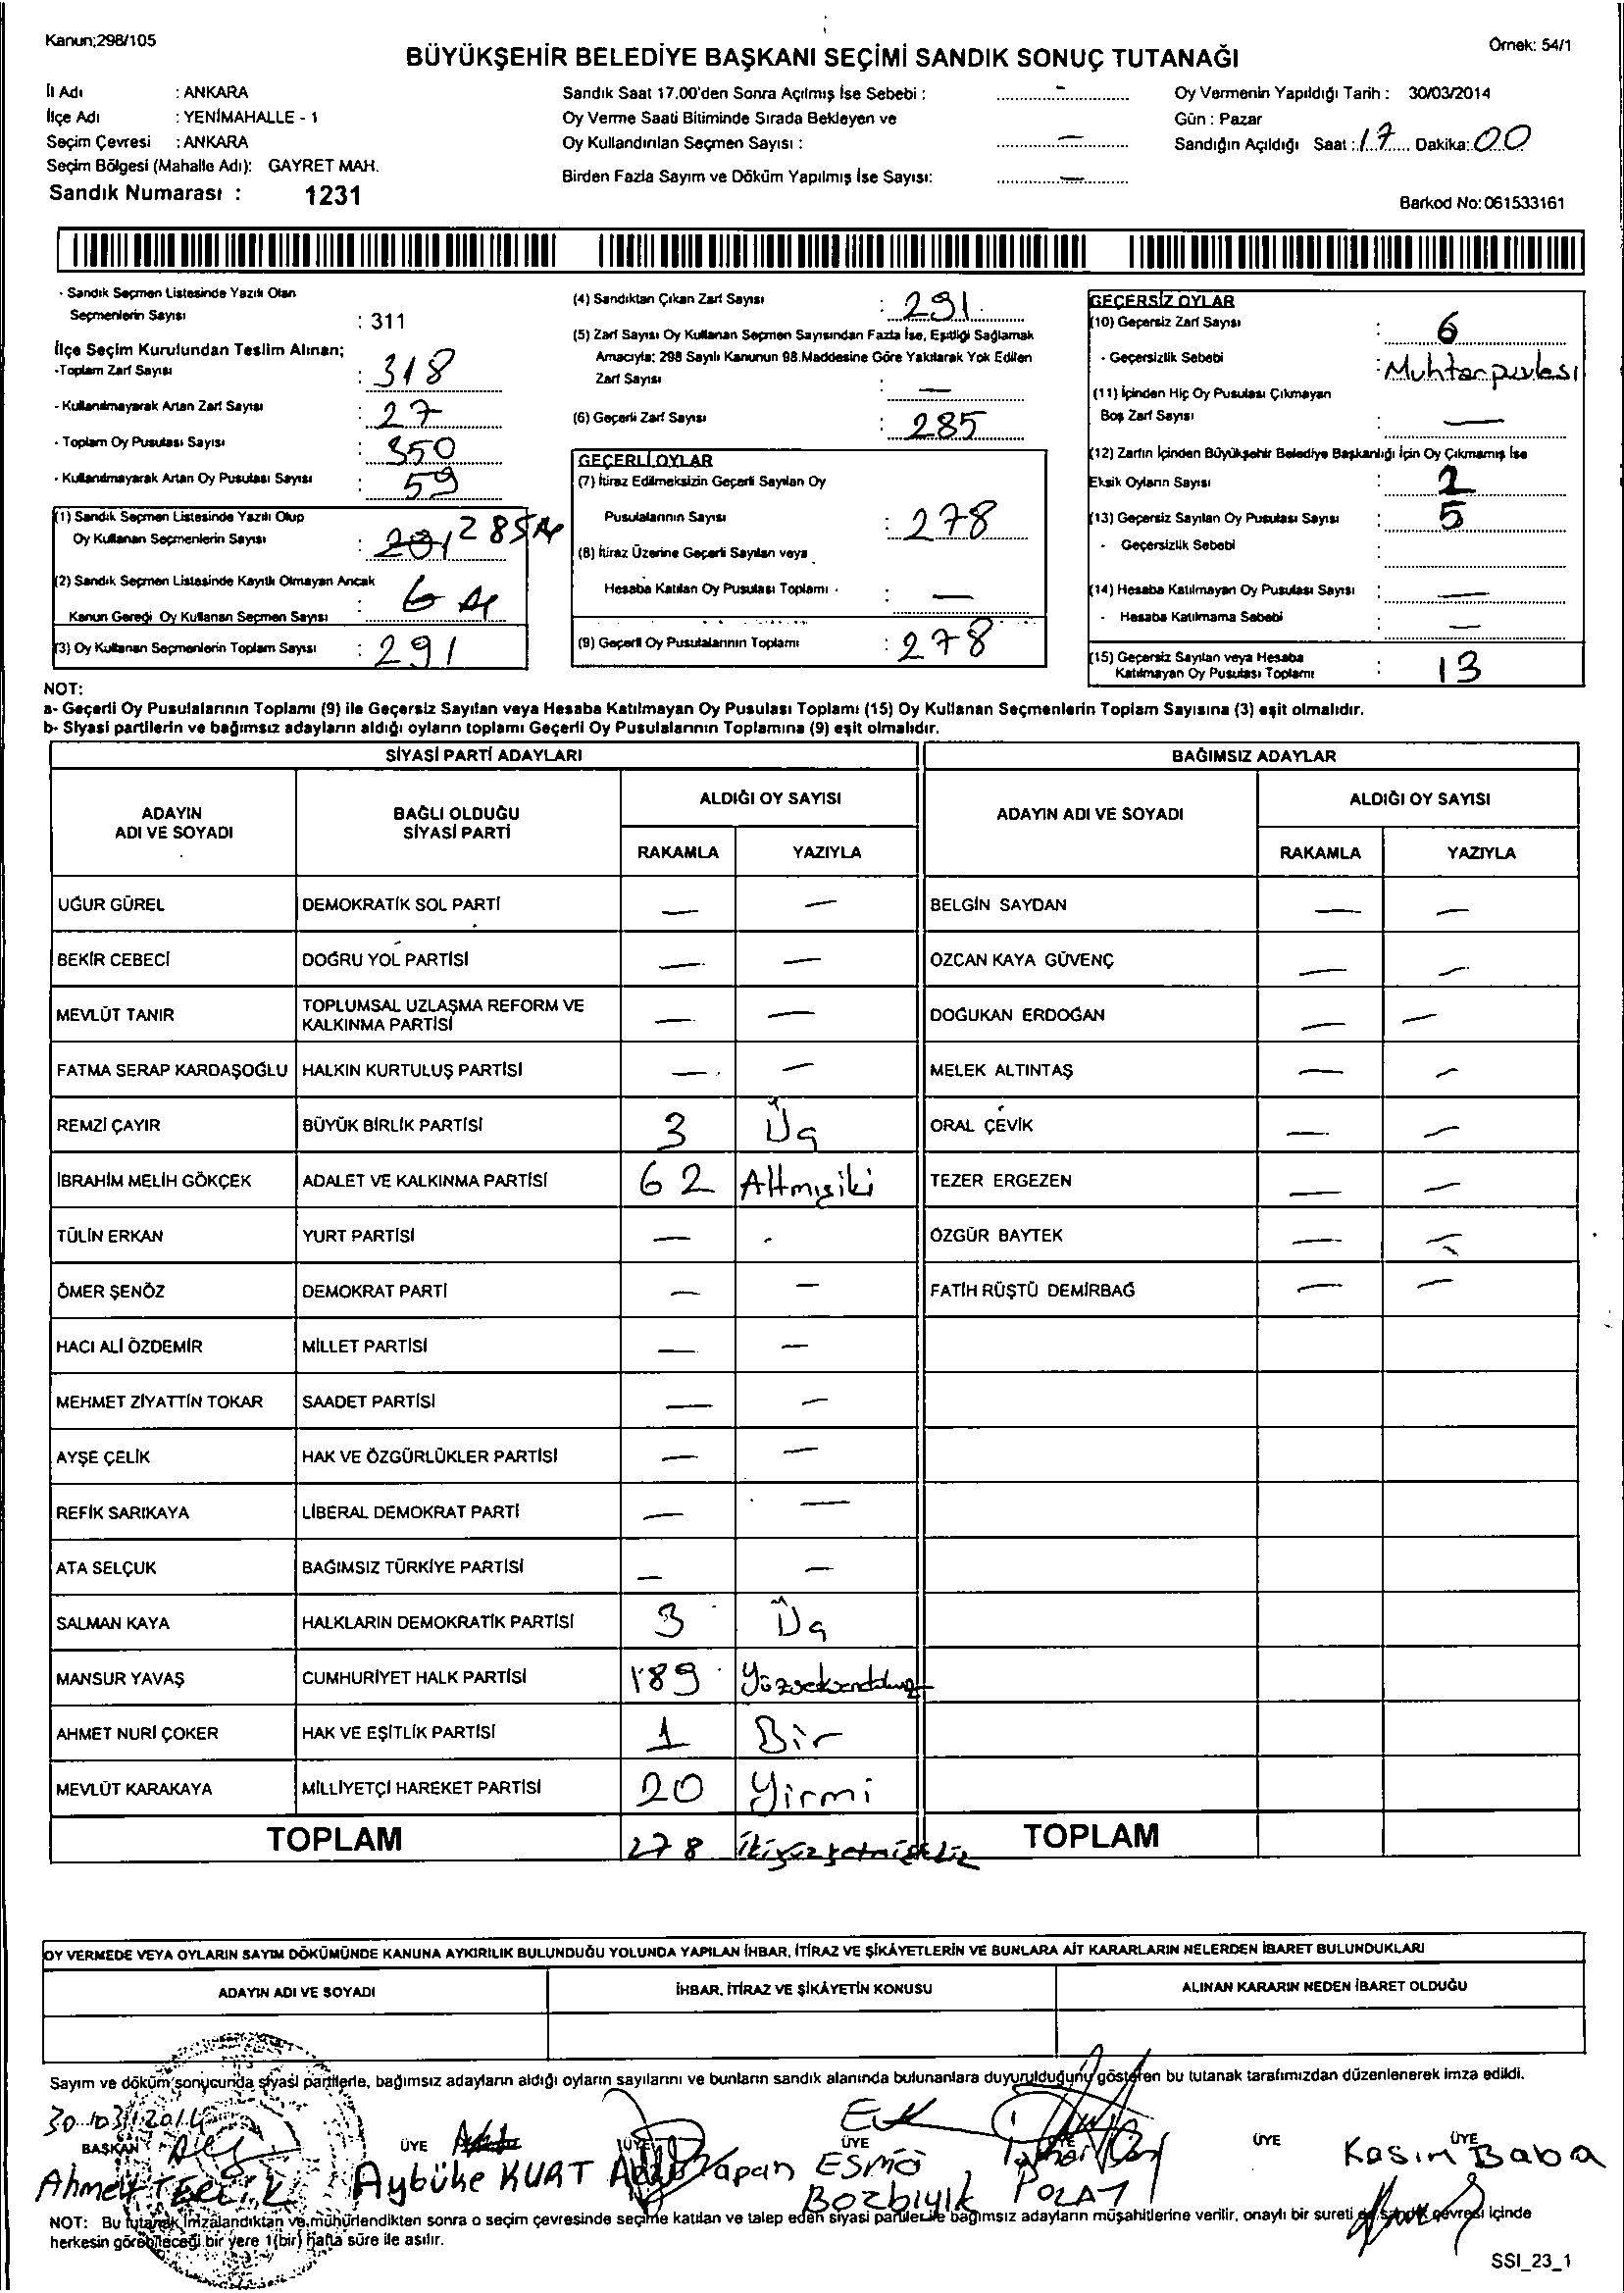 Kanun;298/105
Örnek: 54/1
BÜYÜKŞEHİR BELEDİYE BAŞKANI SEÇİMİ SANDIK SONUÇ TUTANAĞI
İl Adı : ANKARA
İlçe Adı : YENİMAHALLE - 1
Seçim Çevresi : ANKARA
Seçim Bölgesi (Mahalle Adı): GAYRET MAH.
Sandık Numarası : 1231
Sandık Saat 17.00'den Sonra Açılmış İse Sebebi : –
Oy Verme Saati Bitiminde Sırada Bekleyen ve
Oy Kullandırılan Seçmen Sayısı : –
Birden Fazla Sayım ve Döküm Yapılmış İse Sayısı: –
Oy Vermenin Yapıldığı Tarih : 30/03/2014
Gün : Pazar
Sandığın Açıldığı Saat : 17 Dakika: 00
Barkod No: 061533161
- Sandık Seçmen Listesinde Yazılı Olan
Seçmenlerin Sayısı : 311
İlçe Seçim Kurulundan Teslim Alınan;
-Toplam Zarf Sayısı : 318
- Kullanılmayarak Artan Zarf Sayısı : 27
- Toplam Oy Pusulası Sayısı : 350
- Kullanılmayarak Artan Oy Pusulası Sayısı : 59
(1) Sandık Seçmen Listesinde Yazılı Olup
Oy Kullanan Seçmenlerin Sayısı : 285
(2) Sandık Seçmen Listesinde Kayıtlı Olmayan Ancak
Kanun Gereği Oy Kullanan Seçmen Sayısı : 6
(3) Oy Kullanan Seçmenlerin Toplam Sayısı : 291
(4) Sandıktan Çıkan Zarf Sayısı : 291
(5) Zarf Sayısı Oy Kullanan Seçmen Sayısından Fazla İse, Eşitliği Sağlamak
Amacıyla; 298 Sayılı Kanunun 98.Maddesine Göre Yakılarak Yok Edilen
Zarf Sayısı : –
(6) Geçerli Zarf Sayısı : 285
GEÇERLİ OYLAR
(7) İtiraz Edilmeksizin Geçerli Sayılan Oy
Pusulalarının Sayısı : 278
(8) İtiraz Üzerine Geçerli Sayılan veya
Hesaba Katılan Oy Pusulası Toplamı : –
(9) Geçerli Oy Pusulalarının Toplamı : 278
GEÇERSİZ OYLAR
(10) Geçersiz Zarf Sayısı : 6
- Geçersizlik Sebebi : Muhtar puslası
(11) İçinden Hiç Oy Pusulası Çıkmayan
Boş Zarf Sayısı –
(12) Zarfın İçinden Büyükşehir Belediye Başkanlığı İçin Oy Çıkmamış İse
Eksik Oyların Sayısı : 2
(13) Geçersiz Sayılan Oy Pusulası Sayısı : 5
- Geçersizlik Sebebi :
(14) Hesaba Katılmayan Oy Pusulası Sayısı : –
- Hesaba Katılmama Sebebi : –
(15) Geçersiz Sayılan veya Hesaba
Katılmayan Oy Pusulası Toplamı : 13
NOT:
a- Geçerli Oy Pusulalarının Toplamı (9) ile Geçersiz Sayılan veya Hesaba Katılmayan Oy Pusulası Toplamı (15) Oy Kullanan Seçmenlerin Toplam Sayısına (3) eşit olmalıdır.
b- Siyasi partilerin ve bağımsız adayların aldığı oyların toplamı Geçerli Oy Pusulalarının Toplamına (9) eşit olmalıdır.
SİYASİ PARTİ ADAYLARI
BAĞIMSIZ ADAYLAR
ADAYIN ADI VE SOYADI
BAĞLI OLDUĞU SİYASİ PARTİ
ALDIĞI OY SAYISI
RAKAMLA YAZIYLA
ADAYIN ADI VE SOYADI
ALDIĞI OY SAYISI
RAKAMLA YAZIYLA
UĞUR GÜREL DEMOKRATİK SOL PARTİ – – BELGİN SAYDAN – –
BEKİR CEBECİ DOĞRU YOL PARTİSİ – – ÖZCAN KAYA GÜVENÇ – –
MEVLÜT TANIR TOPLUMSAL UZLAŞMA REFORM VE KALKINMA PARTİSİ – – DOĞUKAN ERDOĞAN – –
FATMA SERAP KARDAŞOĞLU HALKIN KURTULUŞ PARTİSİ – – MELEK ALTINTAŞ – –
REMZİ ÇAYIR BÜYÜK BİRLİK PARTİSİ 3 Üç ORAL ÇEVİK – –
İBRAHİM MELİH GÖKÇEK ADALET VE KALKINMA PARTİSİ 62 Altmışiki TEZER ERGEZEN – –
TÜLİN ERKAN YURT PARTİSİ – - ÖZGÜR BAYTEK – –
ÖMER ŞENÖZ DEMOKRAT PARTİ – – FATİH RÜŞTÜ DEMİRBAĞ – –
HACI ALİ ÖZDEMİR MİLLET PARTİSİ – –
MEHMET ZİYATTİN TOKAR SAADET PARTİSİ – –
AYŞE ÇELİK HAK VE ÖZGÜRLÜKLER PARTİSİ – –
REFİK SARIKAYA LİBERAL DEMOKRAT PARTİ – –
ATA SELÇUK BAĞIMSIZ TÜRKİYE PARTİSİ – –
SALMAN KAYA HALKLARIN DEMOKRATİK PARTİSİ 3 Üç
MANSUR YAVAŞ CUMHURİYET HALK PARTİSİ 189 Yüzseksendokuz
AHMET NURİ ÇOKER HAK VE EŞİTLİK PARTİSİ 1 Bir
MEVLÜT KARAKAYA MİLLİYETÇİ HAREKET PARTİSİ 20 Yirmi
TOPLAM 278 ikiyüzyetmişsekiz TOPLAM
OY VERMEDE VEYA OYLARIN SAYIM DÖKÜMÜNDE KANUNA AYKIRILIK BULUNDUĞU YOLUNDA YAPILAN İHBAR, İTİRAZ VE ŞİKÂYETLERİN VE BUNLARA AİT KARARLARIN NELERDEN İBARET BULUNDUKLARI
ADAYIN ADI VE SOYADI İHBAR, İTİRAZ VE ŞİKÂYETİN KONUSU ALINAN KARARIN NEDEN İBARET OLDUĞU
Sayım ve döküm sonucunda siyasi partilerle, bağımsız adayların aldığı oyların sayılarını ve bunların sandık alanında bulunanlara duyurulduğunu gösteren bu tutanak tarafımızdan düzenlenerek imza edildi.
30/03/2014
BAŞKAN ÜYE ÜYE ÜYE ÜYE ÜYE
Ahmet Aybüke KURT Yapan ESMA BOZBIYIK POLAT Kasım Baba
NOT: Bu tutanak imzalandıktan ve mühürlendikten sonra o seçim çevresinde seçime katılan ve talep eden siyasi partiler ile bağımsız adayların müşahitlerine verilir, onaylı bir sureti de sandık çevresi içinde
herkesin görebileceği bir yere 1(bir) hafta süre ile asılır.
SSI_23_1